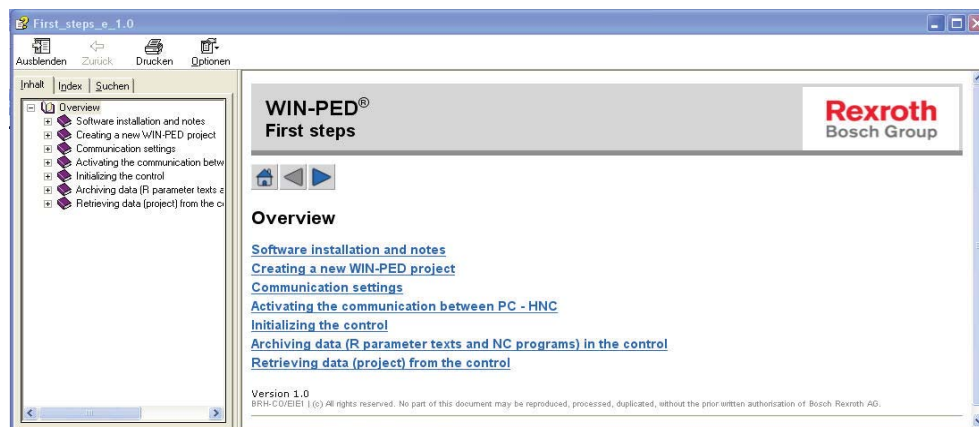 First_steps_e_1.0
Ausblenden Zurück Drucken Optionen
Inhalt Index Suchen
Overview
Software installation and notes
Creating a new WIN-PED project
Communication settings
Activating the communication betw
Initializing the control
Archiving data (R parameter texts a
Retrieving data (project) from the co
WIN-PED®
First steps
Rexroth
Bosch Group
Overview
Software installation and notes
Creating a new WIN-PED project
Communication settings
Activating the communication between PC - HNC
Initializing the control
Archiving data (R parameter texts and NC programs) in the control
Retrieving data (project) from the control
Version 1.0
BRH-CO/EIE1 | (c) All rights reserved. No part of this document may be reproduced, processed, duplicated, without the prior written authorisation of Bosch Rexroth AG.